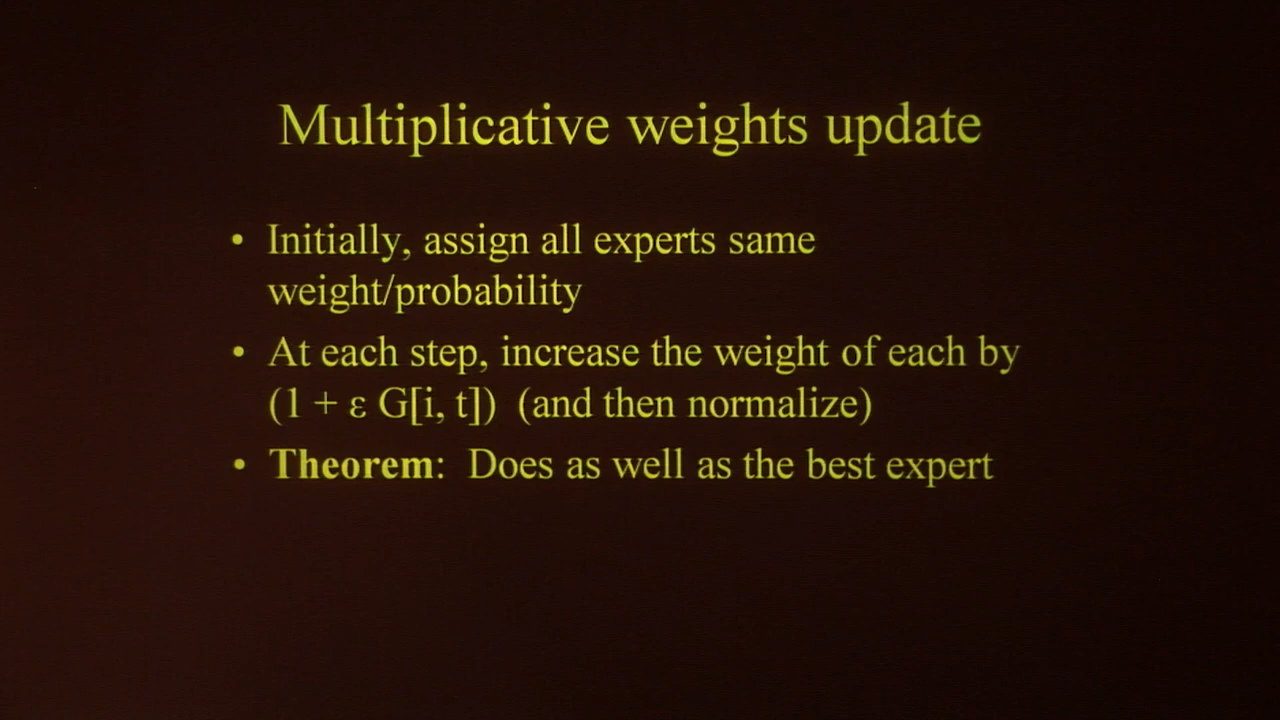 Multiplicative weights update
• Initially, assign all experts same
weight/probability
• At each step, increase the weight of each by
(1 + ε G[i, t]) (and then normalize)
• Theorem: Does as well as the best expert